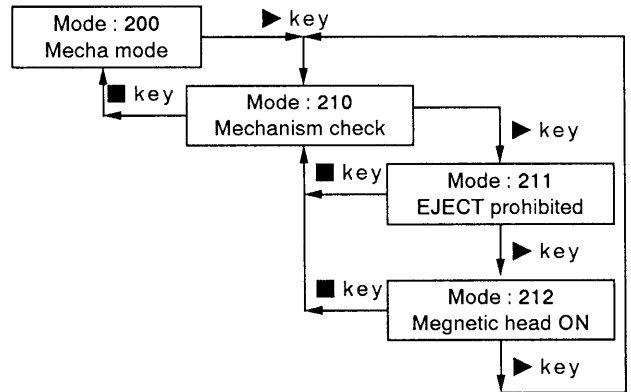 Mode : 200
Mecha mode
▶ key
■ key
Mode : 210
Mechanism check
▶ key
■ key
Mode : 211
EJECT prohibited
▶ key
■ key
Mode : 212
Megnetic head ON
▶ key